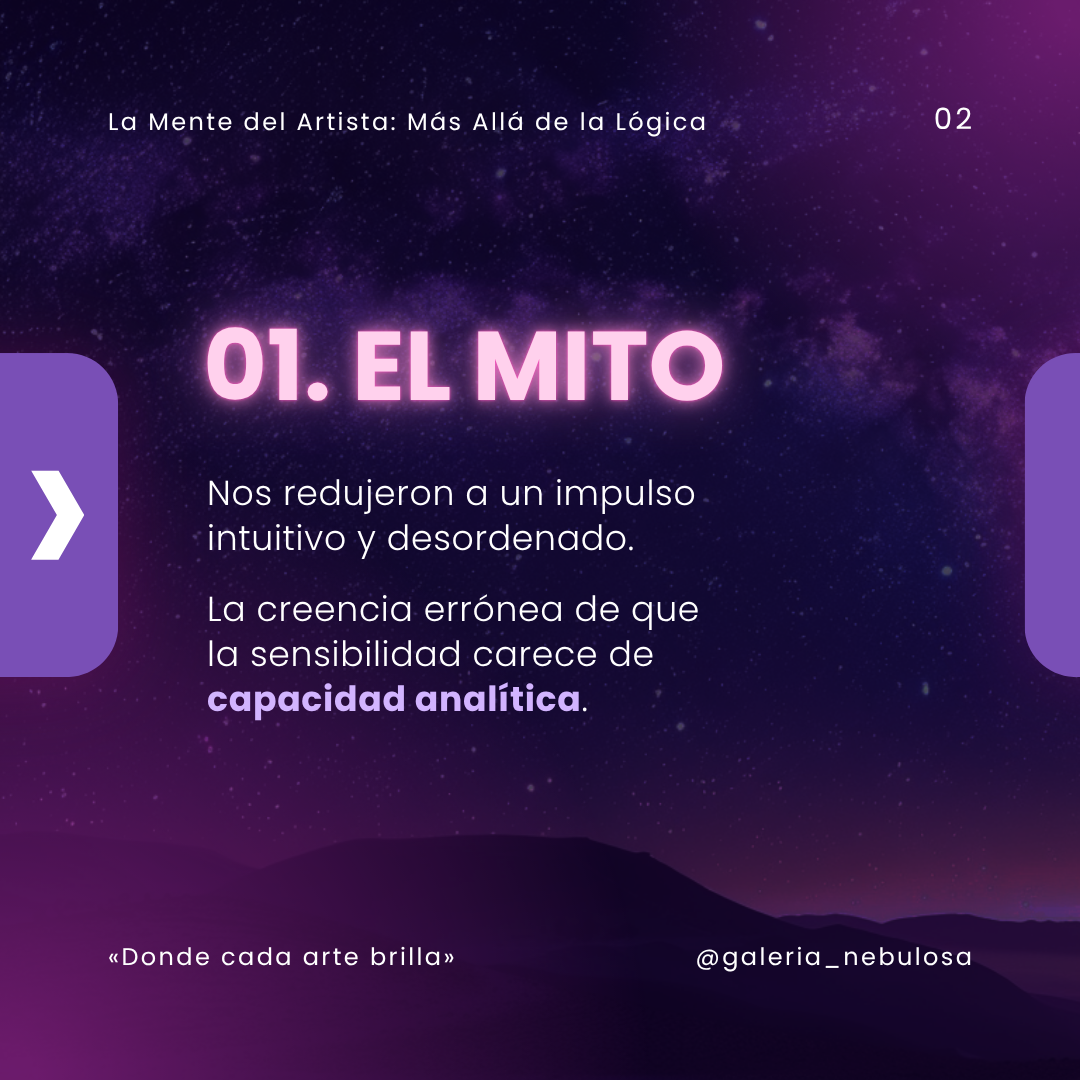 La Mente del Artista: Más Allá de la Lógica
02
01. EL MITO
Nos redujeron a un impulso
intuitivo y desordenado.
La creencia errónea de que
la sensibilidad carece de
capacidad analítica.
«Donde cada arte brilla»
@galeria_nebulosa